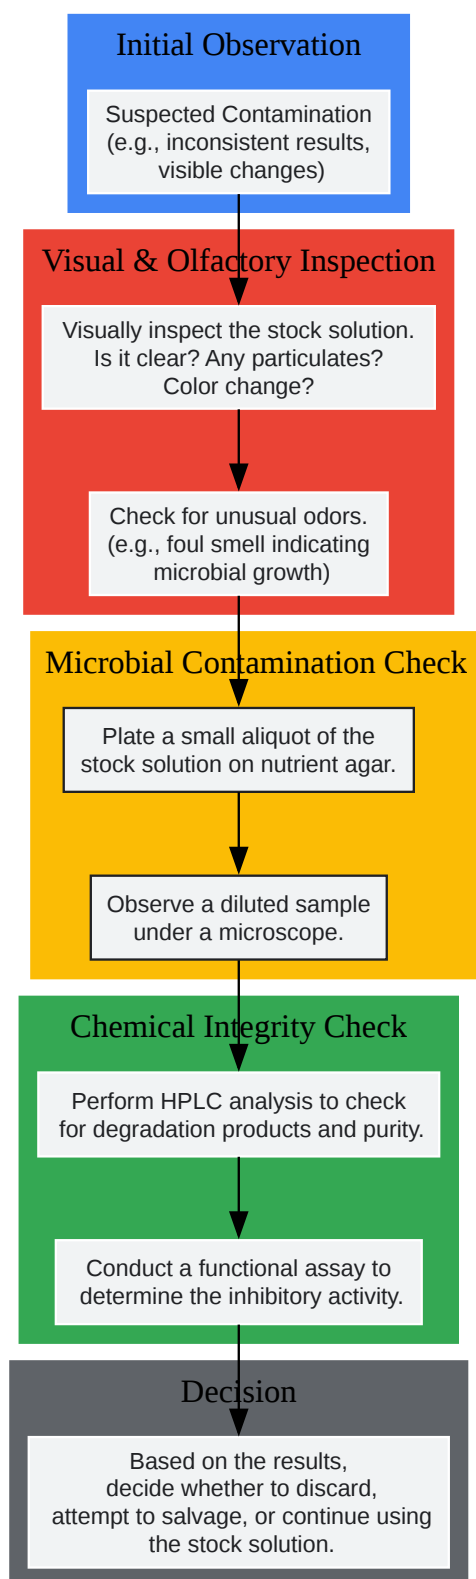 Initial Observation
Suspected Contamination
(e.g., inconsistent results,
visible changes)
Visual & Olfactory Inspection
Visually inspect the stock solution.
Is it clear? Any particulates?
Color change?
Check for unusual odors.
(e.g., foul smell indicating
microbial growth)
Microbial Contamination Check
Plate a small aliquot of the
stock solution on nutrient agar.
Observe a diluted sample
under a microscope.
Chemical Integrity Check
Perform HPLC analysis to check
for degradation products and purity.
Conduct a functional assay to
determine the inhibitory activity.
Decision
Based on the results,
decide whether to discard,
attempt to salvage, or continue using
the stock solution.